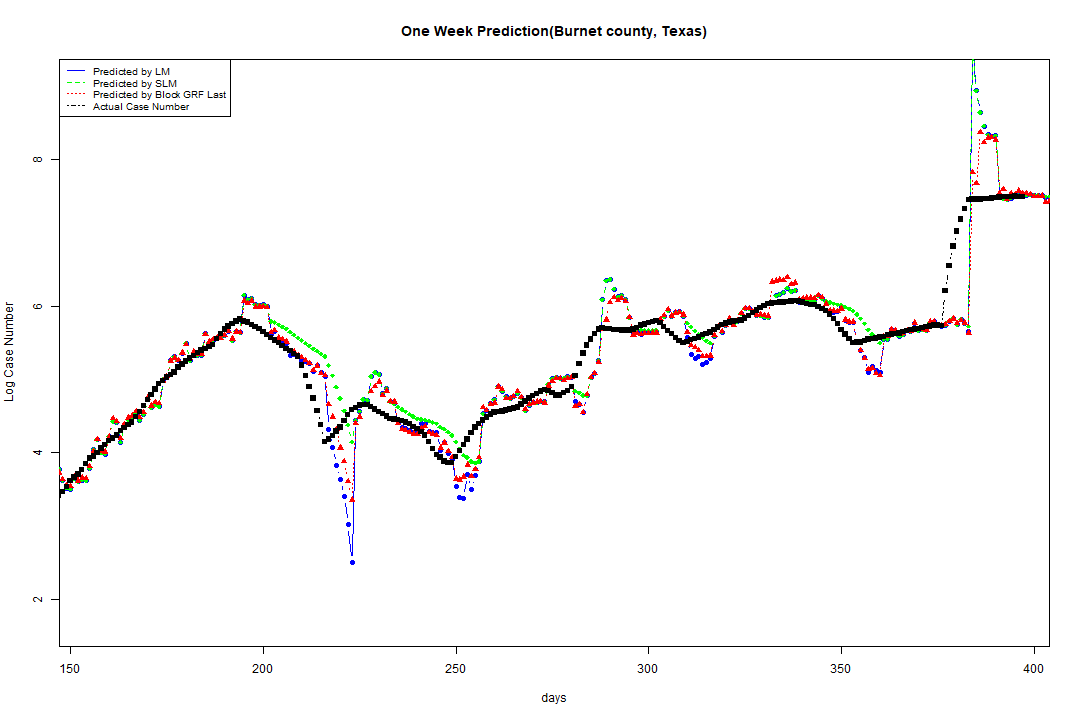 One Week Prediction(Burnet county, Texas)
Predicted by LM
Predicted by SLM
Predicted by Block GRF Last
Actual Case Number
Log Case Number
8
6
4
2
150 200 250 300 350 400
days